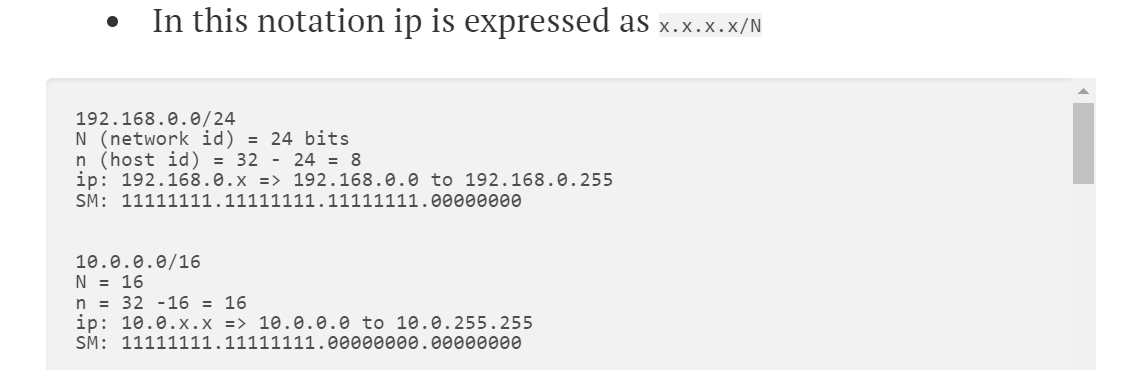 In this notation ip is expressed as x.x.x.x/N
192.168.0.0/24
N (network id) = 24 bits
n (host id) = 32 - 24 = 8
ip: 192.168.0.x => 192.168.0.0 to 192.168.0.255
SM: 11111111.11111111.11111111.00000000
10.0.0.0/16
N = 16
n = 32 -16 = 16
ip: 10.0.x.x => 10.0.0.0 to 10.0.255.255
SM: 11111111.11111111.00000000.00000000